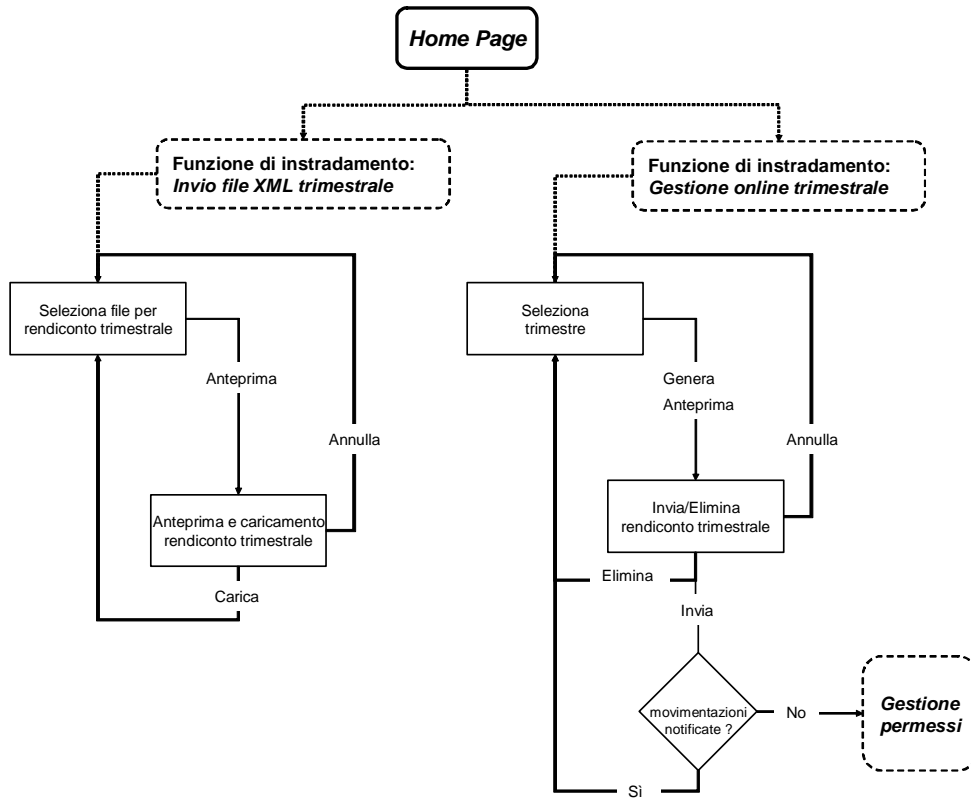 Home Page
Funzione di instradamento:
Invio file XML trimestrale
Funzione di instradamento:
Gestione online trimestrale
Seleziona file per
rendiconto trimestrale
Seleziona
trimestre
Anteprima
Genera
Anteprima
Annulla
Annulla
Anteprima e caricamento
rendiconto trimestrale
Invia/Elimina
rendiconto trimestrale
Carica
Elimina
Invia
movimentazioni
notificate ?
No
Gestione
permessi
Sì